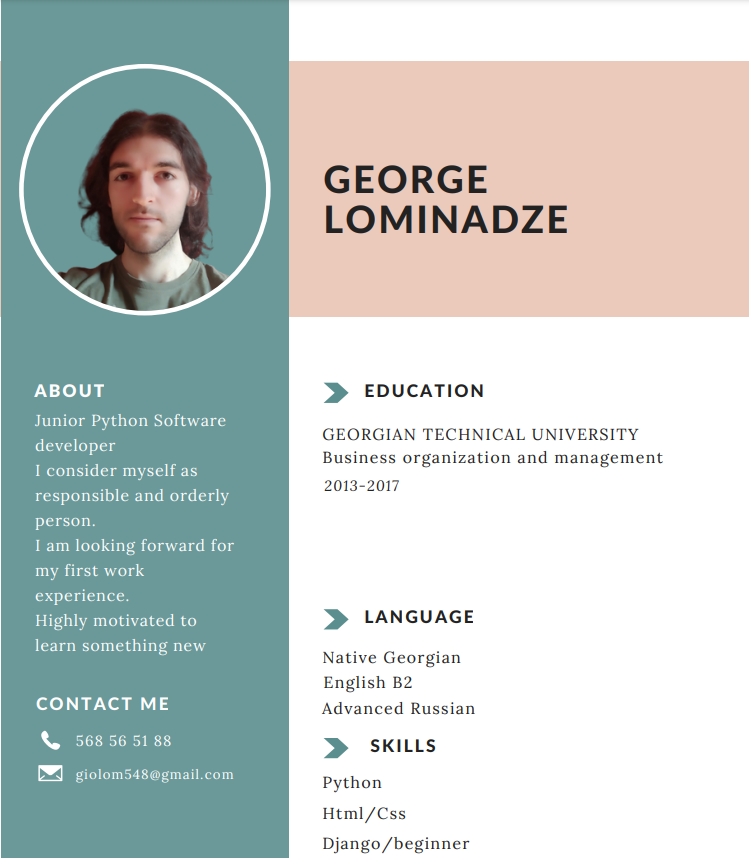 GEORGE
LOMINADZE
ABOUT
Junior Python Software
developer
I consider myself as
responsible and orderly
person.
I am looking forward for
my first work
experience.
Highly motivated to
learn something new
CONTACT ME
568 56 51 88
giolom548@gmail.com
EDUCATION
GEORGIAN TECHNICAL UNIVERSITY
Business organization and management
2013-2017
LANGUAGE
Native Georgian
English B2
Advanced Russian
SKILLS
Python
Html/Css
Django/beginner